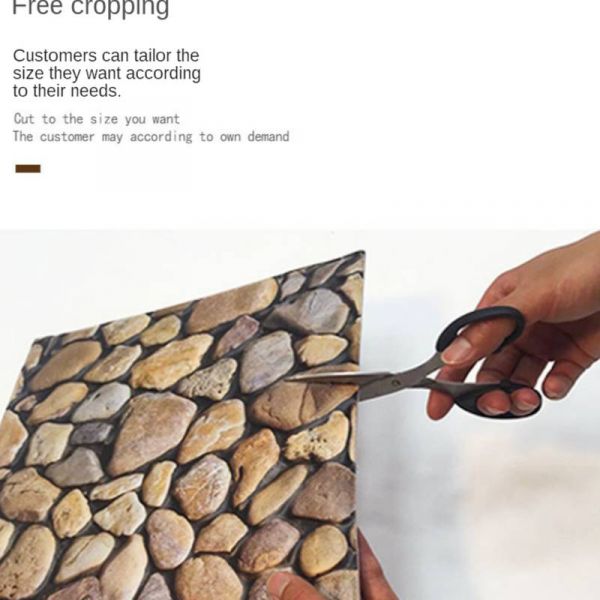 Free cropping
Customers can tailor the
size they want according
to their needs.
Cut to the size you want
The customer may according to own demand